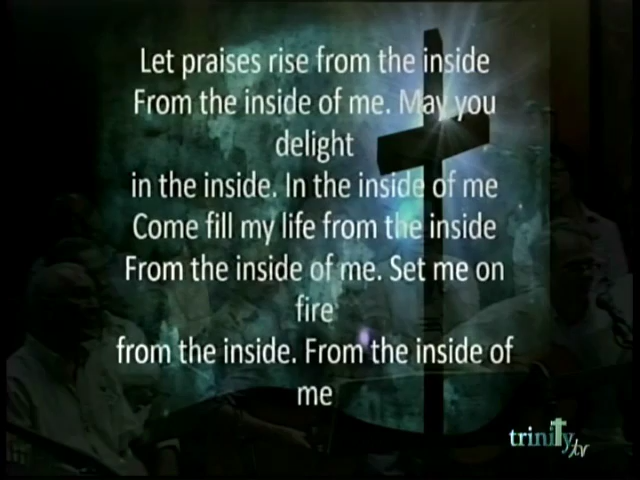 Let praises rise from the inside
From the inside of me. May you
delight
in the inside. In the inside of me
Come fill my life from the inside
From the inside of me. Set me on
fire
from the inside. From the inside of
me
trinity tv